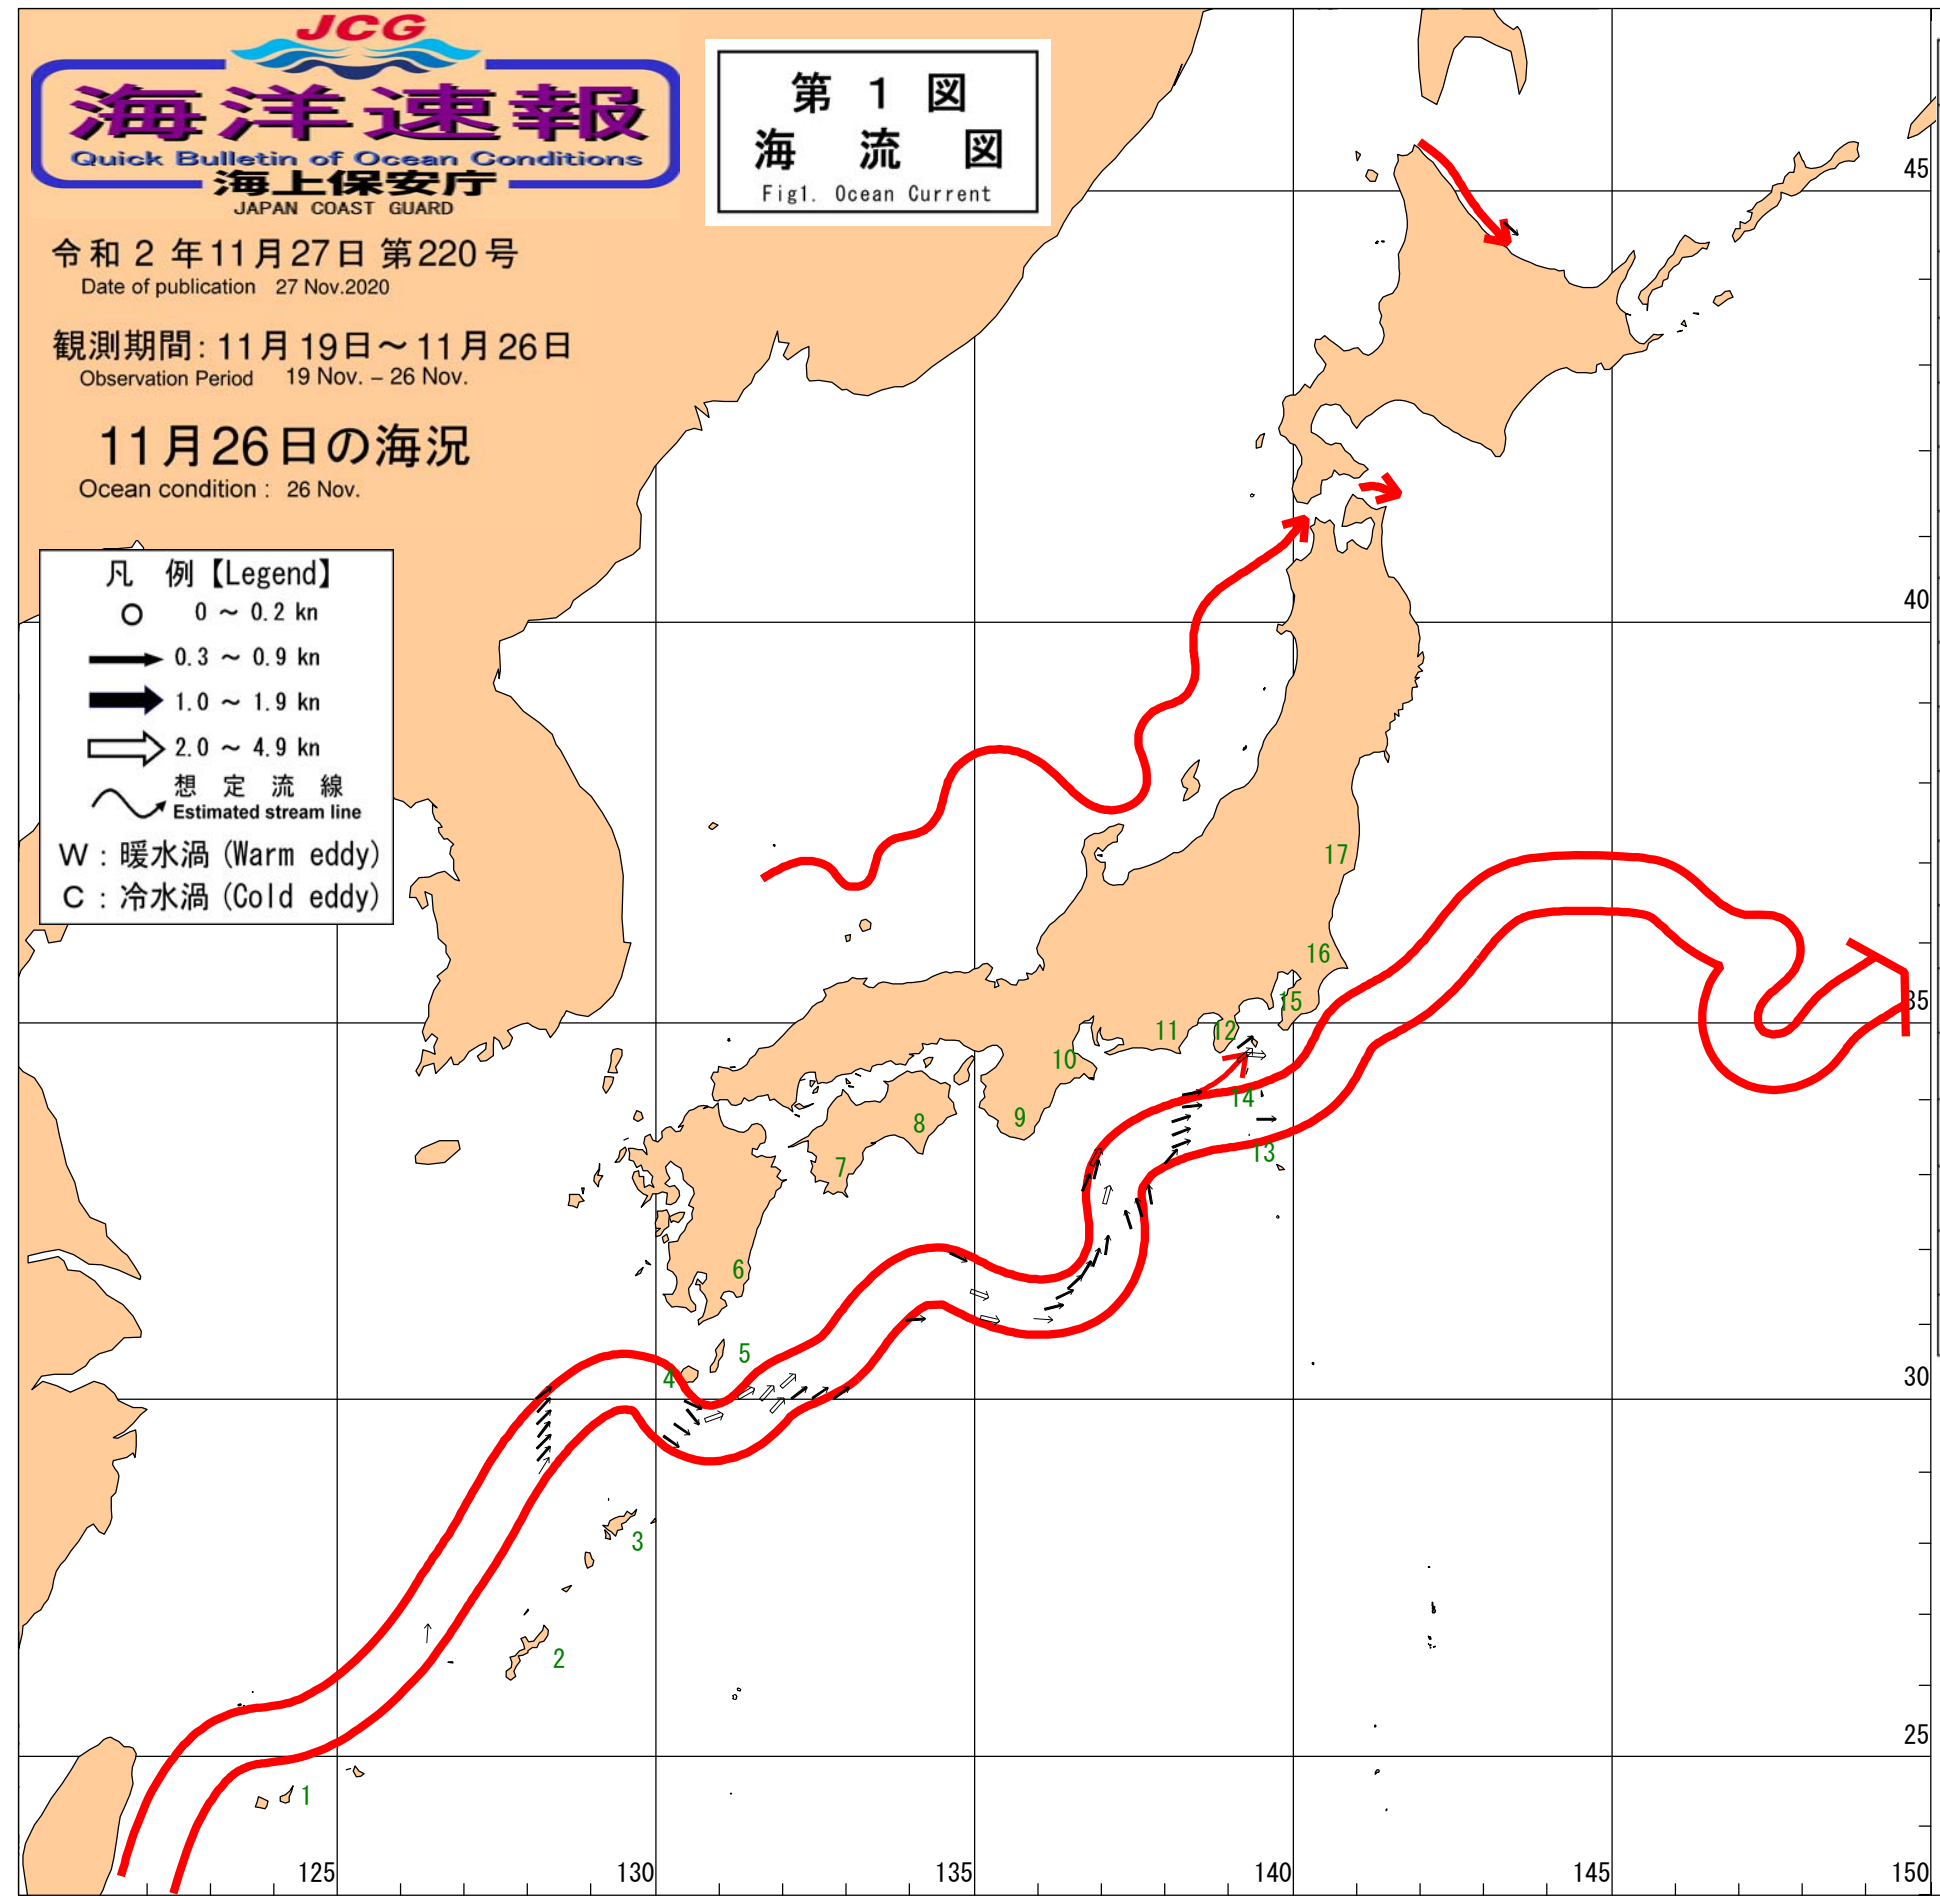 JCG
海洋速報
Quick Bulletin of Ocean Conditions
海上保安庁
JAPAN COAST GUARD
第 1 図
海 流 図
Fig1. Ocean Current
令和 2 年11月27日 第220号
Date of publication 27 Nov.2020
観測期間: 11月19日～11月26日
Observation Period 19 Nov. – 26 Nov.
11月26日の海況
Ocean condition : 26 Nov.
凡 例【Legend】
0 ～ 0.2 kn
0.3 ～ 0.9 kn
1.0 ～ 1.9 kn
2.0 ～ 4.9 kn
想 定 流 線
Estimated stream line
W : 暖水渦 (Warm eddy)
C : 冷水渦 (Cold eddy)
45
40
17
16
35
15
12
11
10
14
9
8
13
7
6
5
4
30
3
2
25
1
125
130
135
140
145
150